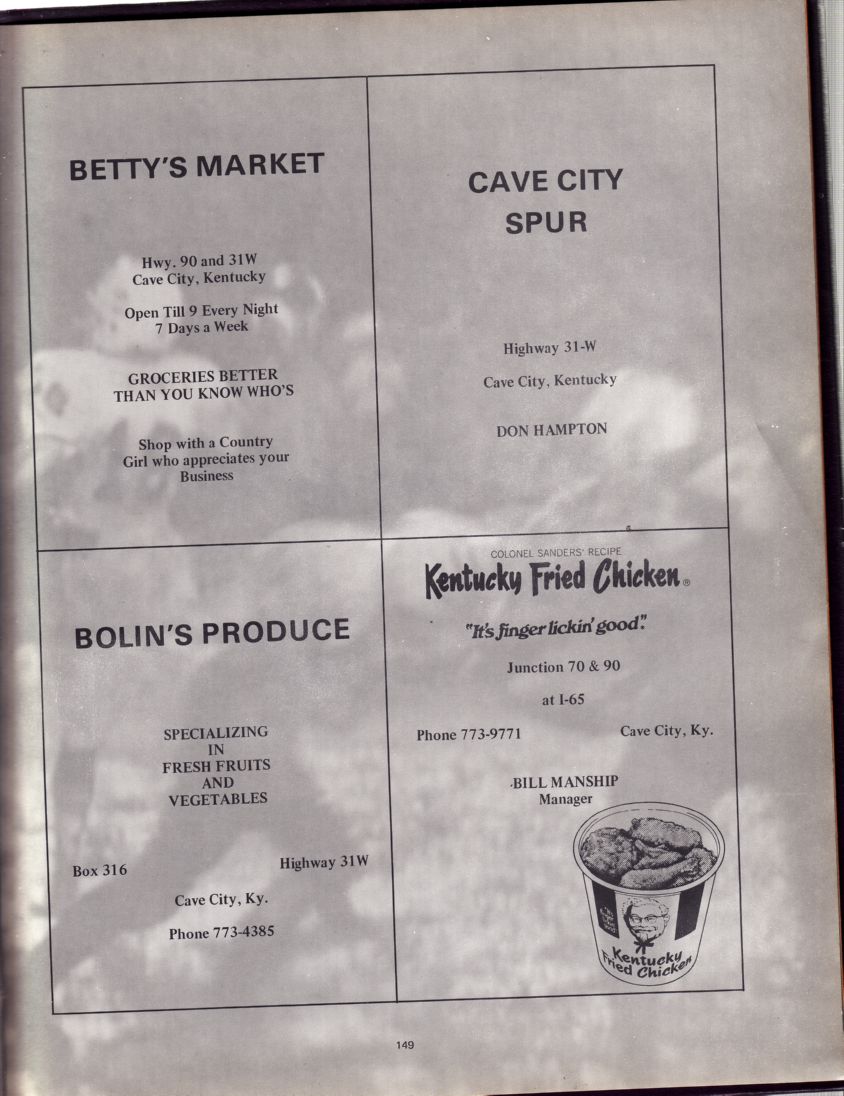 BETTY'S MARKET
Hwy. 90 and 31W
Cave City, Kentucky
Open Till 9 Every Night
7 Days a Week
GROCERIES BETTER
THAN YOU KNOW WHO'S
Shop with a Country
Girl who appreciates your
Business
CAVE CITY
SPUR
Highway 31-W
Cave City, Kentucky
DON HAMPTON
BOLIN'S PRODUCE
SPECIALIZING
IN
FRESH FRUITS
AND
VEGETABLES
Box 316 Highway 31W
Cave City, Ky.
Phone 773-4385
COLONEL SANDERS' RECIPE
Kentucky Fried Chicken®
"It's finger lickin' good."
Junction 70 & 90
at I-65
Phone 773-9771 Cave City, Ky.
BILL MANSHIP
Manager
Kentucky
Fried Chicken
149